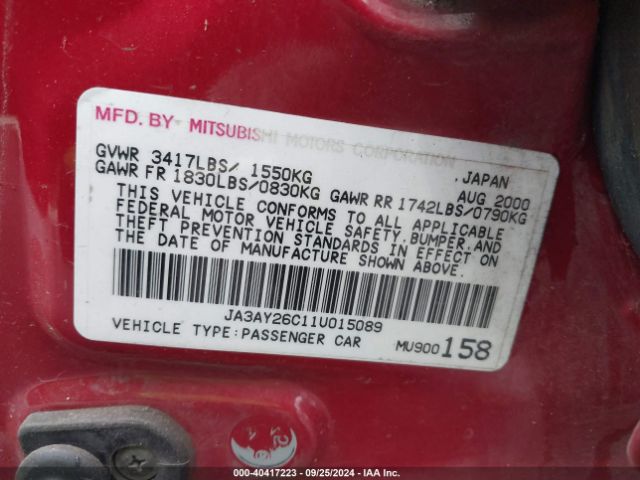 MFD. BY MITSUBISHI MOTORS CORPORATION , JAPAN
GVWR 3417LBS/ 1550KG AUG 2000
GAWR FR 1830LBS/0830KG GAWR RR 1742LBS/0790KG
THIS VEHICLE CONFORMS TO ALL APPLICABLE
FEDERAL MOTOR VEHICLE SAFETY,BUMPER,AND
THEFT PREVENTION STANDARDS IN EFFECT ON
THE DATE OF MANUFACTURE SHOWN ABOVE.
JA3AY26C11U015089
VEHICLE TYPE:PASSENGER CAR MU900158
000-40417223 - 09/25/2024 - IAA Inc.